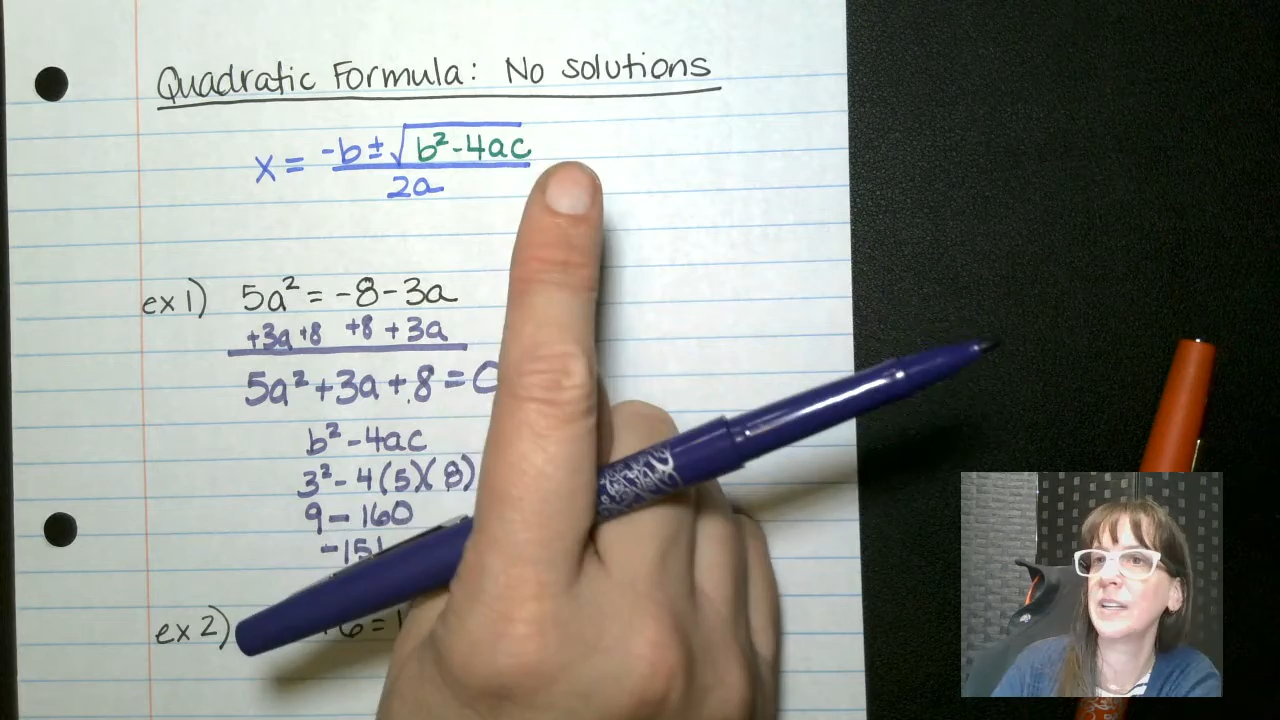 Quadratic Formula: No solutions
x = -b ± √b² - 4ac
2a
ex 1) 5a² = -8 - 3a
+3a +8 +8 +3a
5a² + 3a + 8 = 0
b² - 4ac
3² - 4(5)(8)
9 - 160
-151
ex 2) +6 =